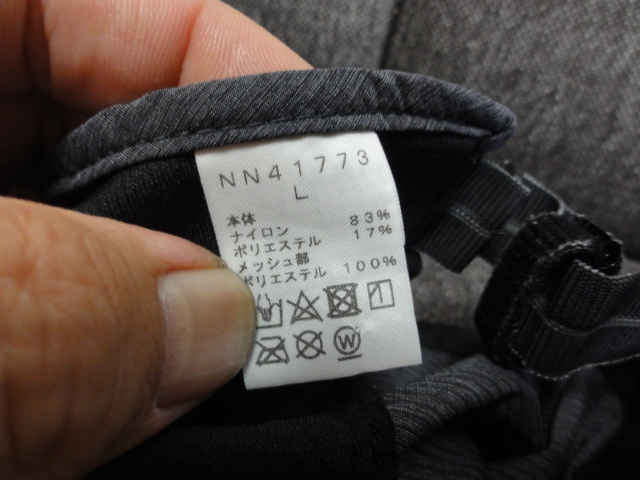 NN41773
L
本体
ナイロン 83%
ポリエステル 17%
メッシュ部
ポリエステル 100%
W